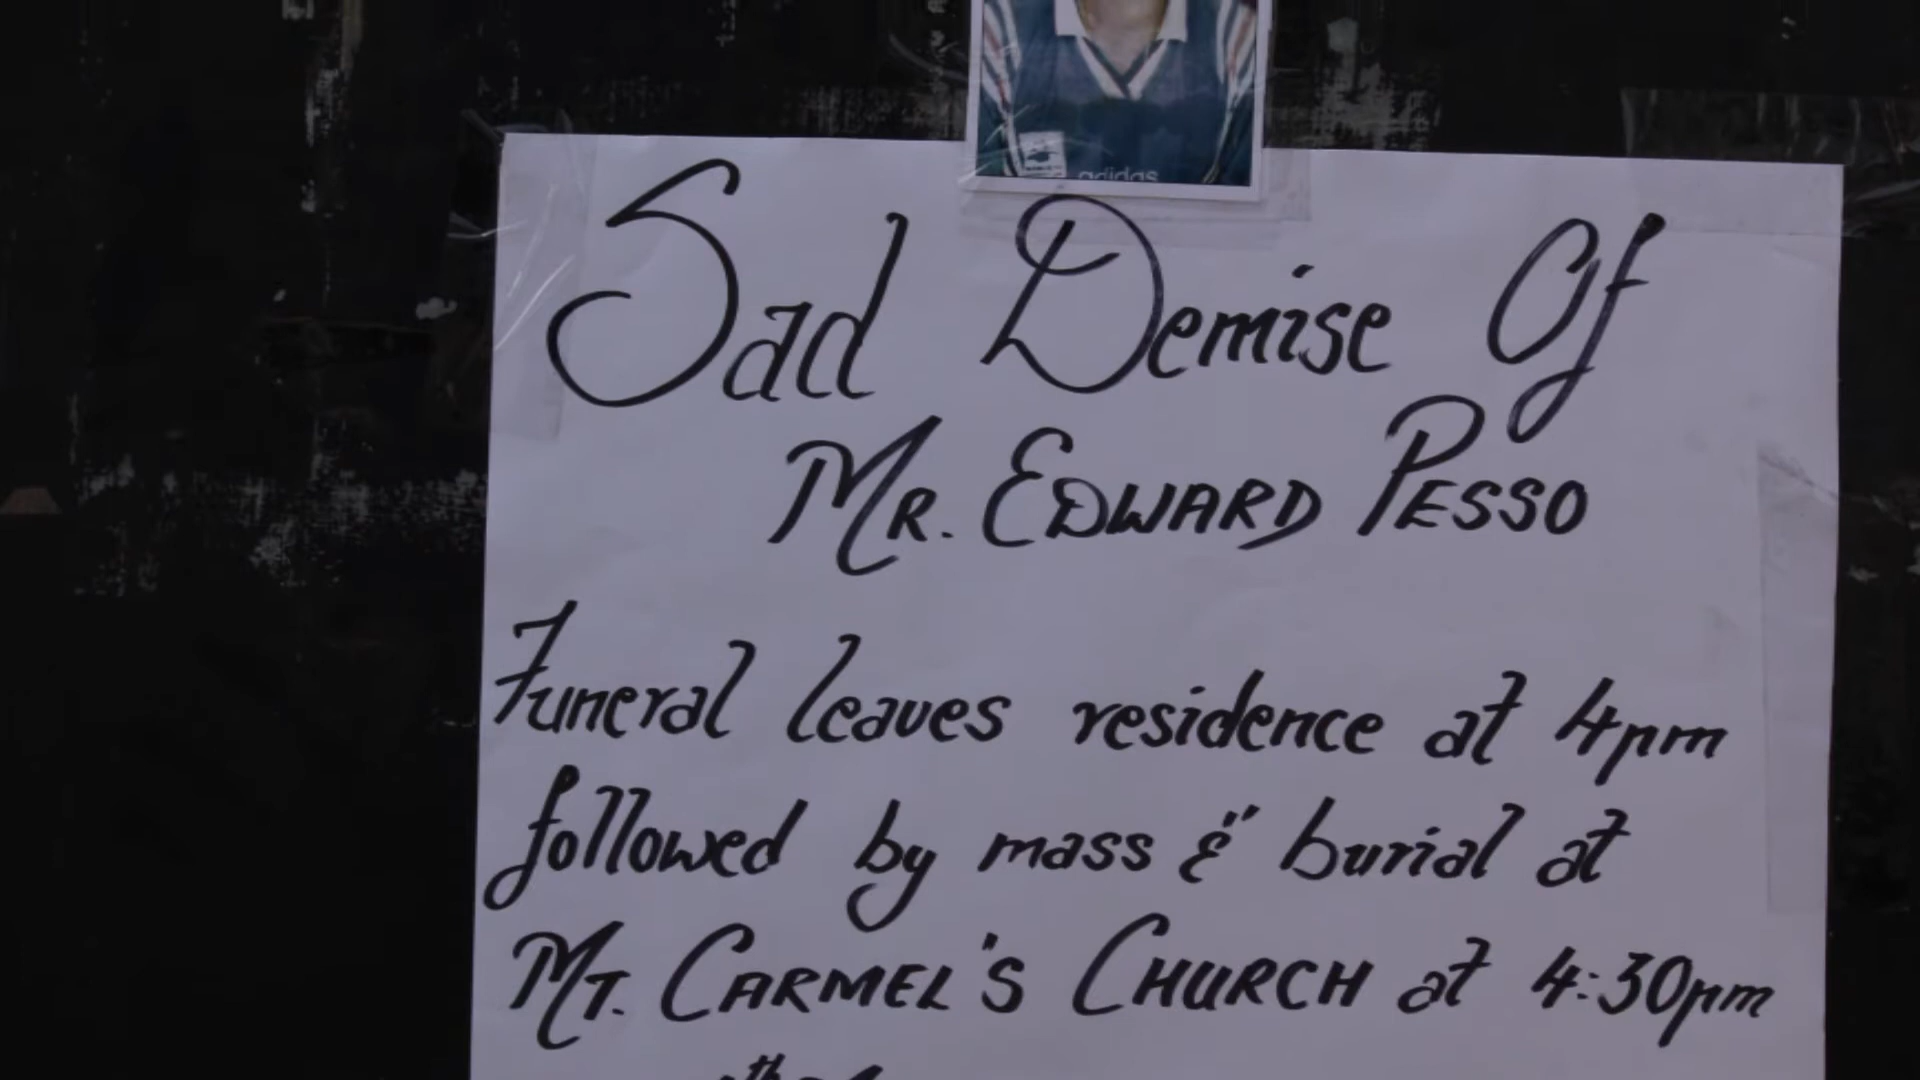 adidas
Sad Demise Of
MR. EDWARD PESSO
Funeral leaves residence at 4pm
followed by mass & burial at
MT. CARMEL'S CHURCH at 4:30pm
th